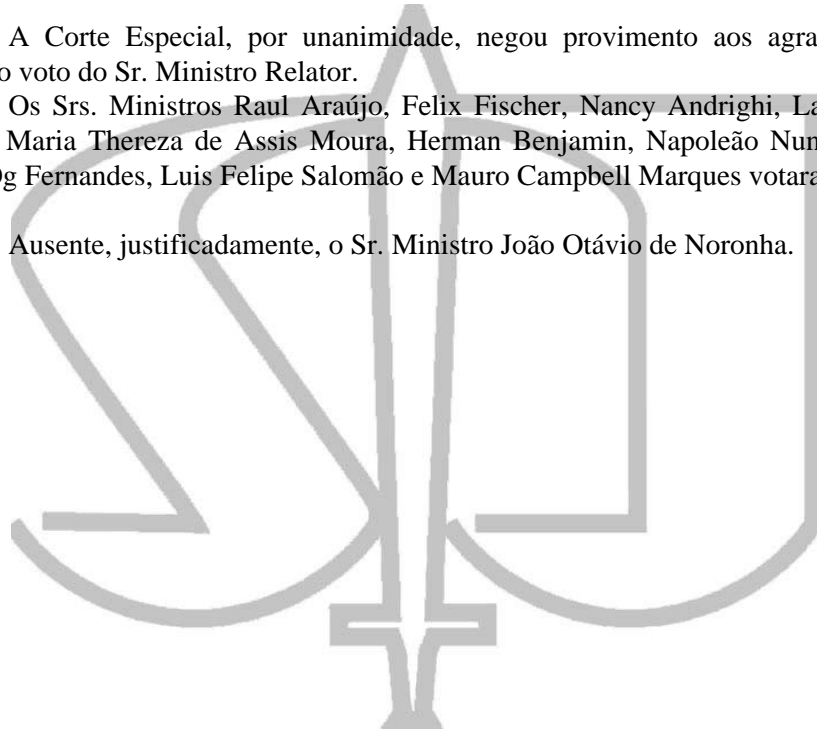 A Corte Especial, por unanimidade, negou provimento aos agra
o voto do Sr. Ministro Relator.
Os Srs. Ministros Raul Araújo, Felix Fischer, Nancy Andrighi, La
Maria Thereza de Assis Moura, Herman Benjamin, Napoleão Nun
Og Fernandes, Luis Felipe Salomão e Mauro Campbell Marques votara
Ausente, justificadamente, o Sr. Ministro João Otávio de Noronha.